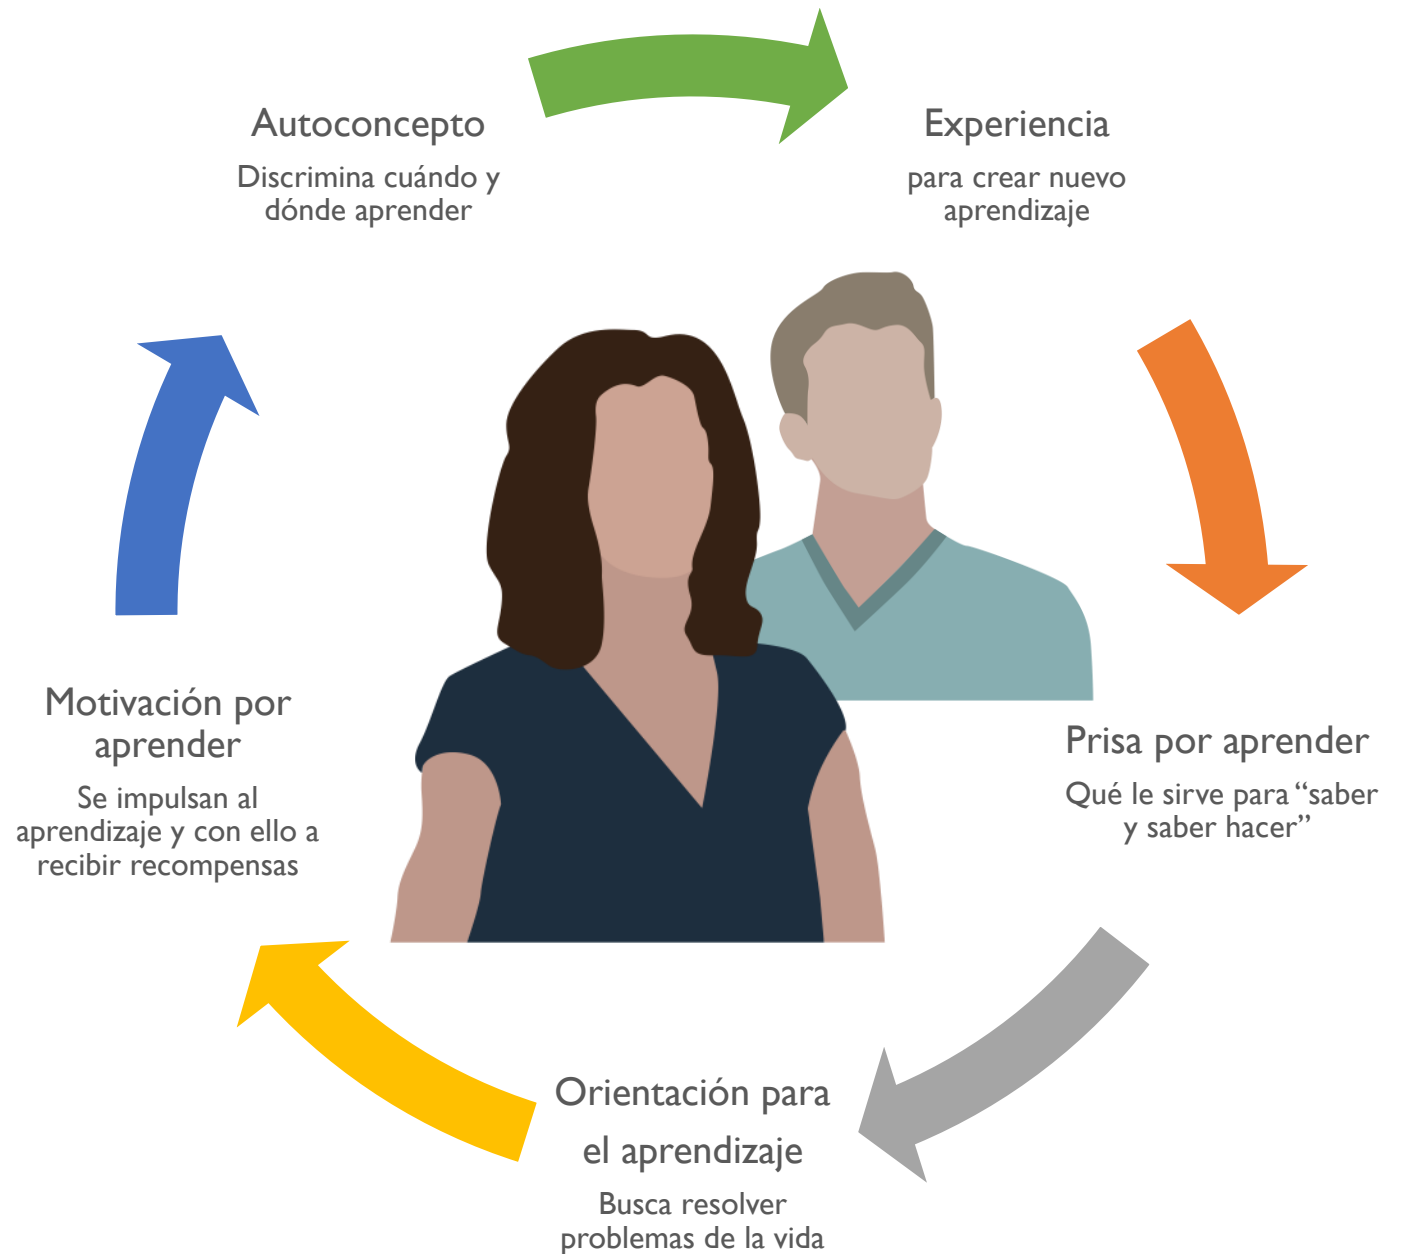 Autoconcepto
Discrimina cuándo y
dónde aprender
Experiencia
para crear nuevo
aprendizaje
Prisa por aprender
Qué le sirve para “saber
y saber hacer”
Orientación para
el aprendizaje
Busca resolver
problemas de la vida
Motivación por
aprender
Se impulsan al
aprendizaje y con ello a
recibir recompensas